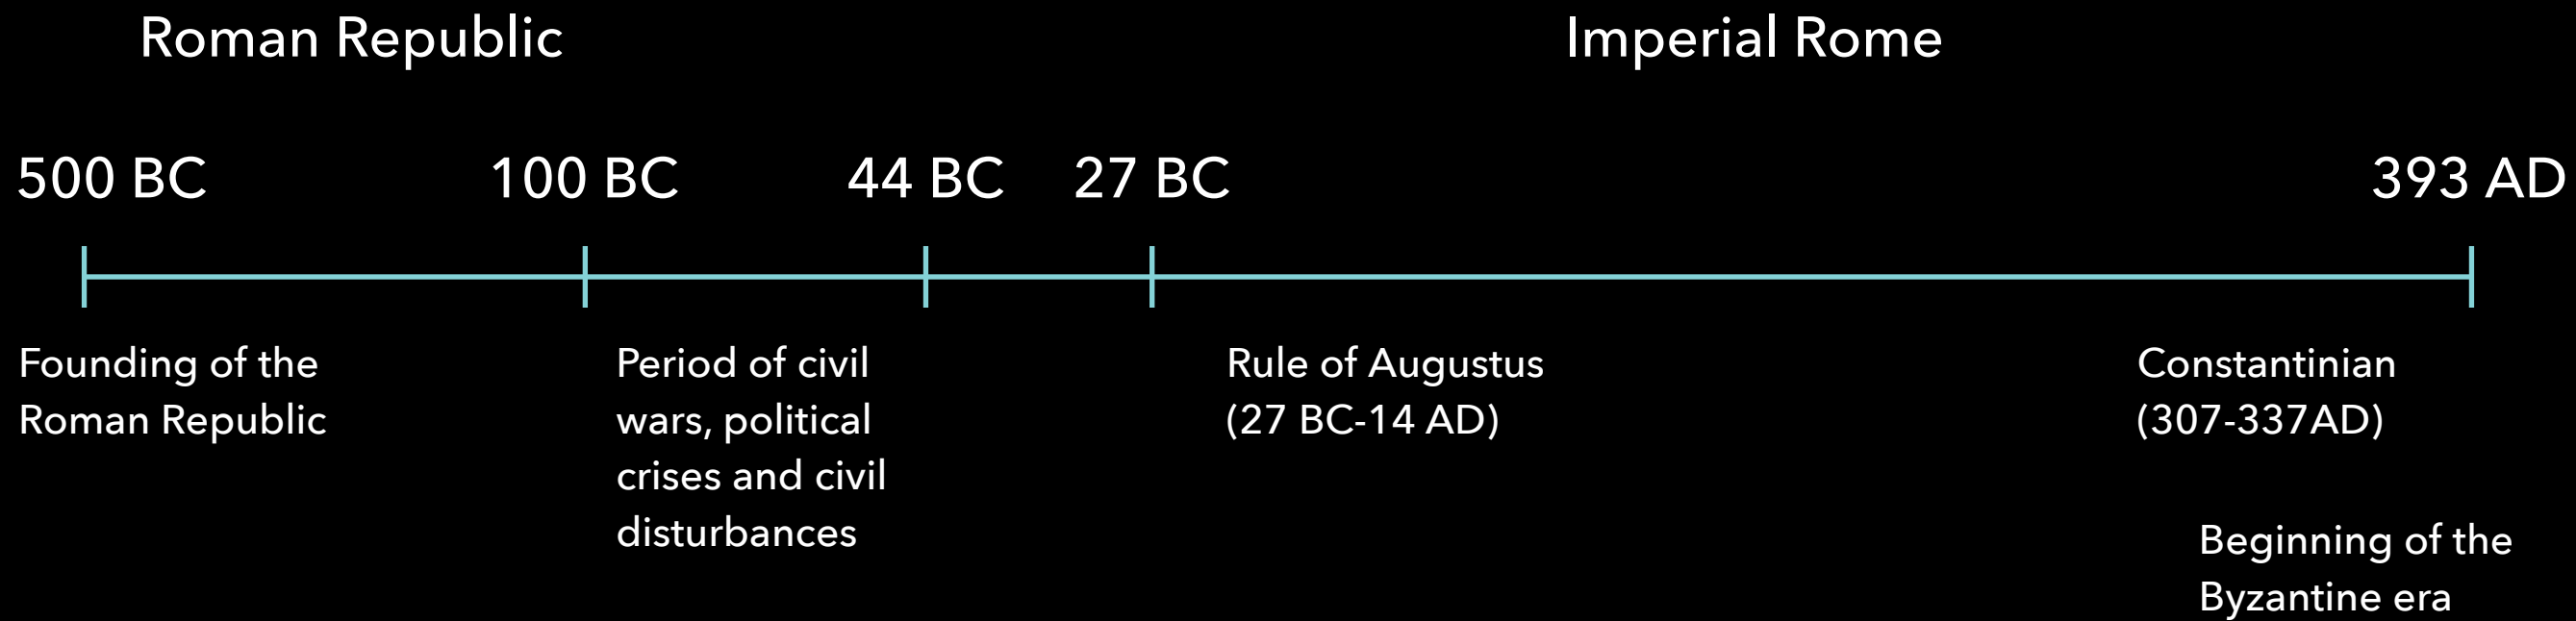 Roman Republic
Imperial Rome
500 BC
100 BC
44 BC
27 BC
393 AD
Founding of the
Roman Republic
Period of civil
wars, political
crises and civil
disturbances
Rule of Augustus
(27 BC-14 AD)
Constantinian
(307-337AD)
Beginning of the
Byzantine era